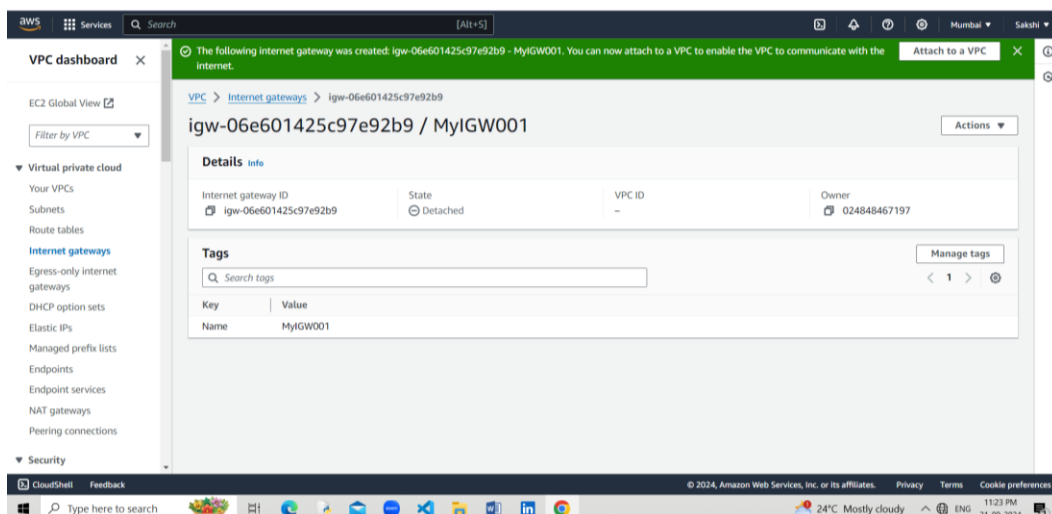 aws Services Search [Alt+S] Mumbai Sakshi
VPC dashboard
EC2 Global View
Filter by VPC
Virtual private cloud
Your VPCs
Subnets
Route tables
Internet gateways
Egress-only internet
gateways
DHCP option sets
Elastic IPs
Managed prefix lists
Endpoints
Endpoint services
NAT gateways
Peering connections
Security
The following internet gateway was created: igw-06e601425c97e92b9 - MyIGW001. You can now attach to a VPC to enable the VPC to communicate with the
internet.
Attach to a VPC
VPC > Internet gateways > igw-06e601425c97e92b9
igw-06e601425c97e92b9 / MyIGW001
Actions
Details Info
Internet gateway ID
igw-06e601425c97e92b9
State
Detached
VPC ID
–
Owner
024848467197
Tags
Manage tags
Search tags
1
Key Value
Name MyIGW001
CloudShell Feedback © 2024, Amazon Web Services, Inc. or its affiliates. Privacy Terms Cookie preferences
Type here to search 24°C Mostly cloudy ENG 11:23 PM